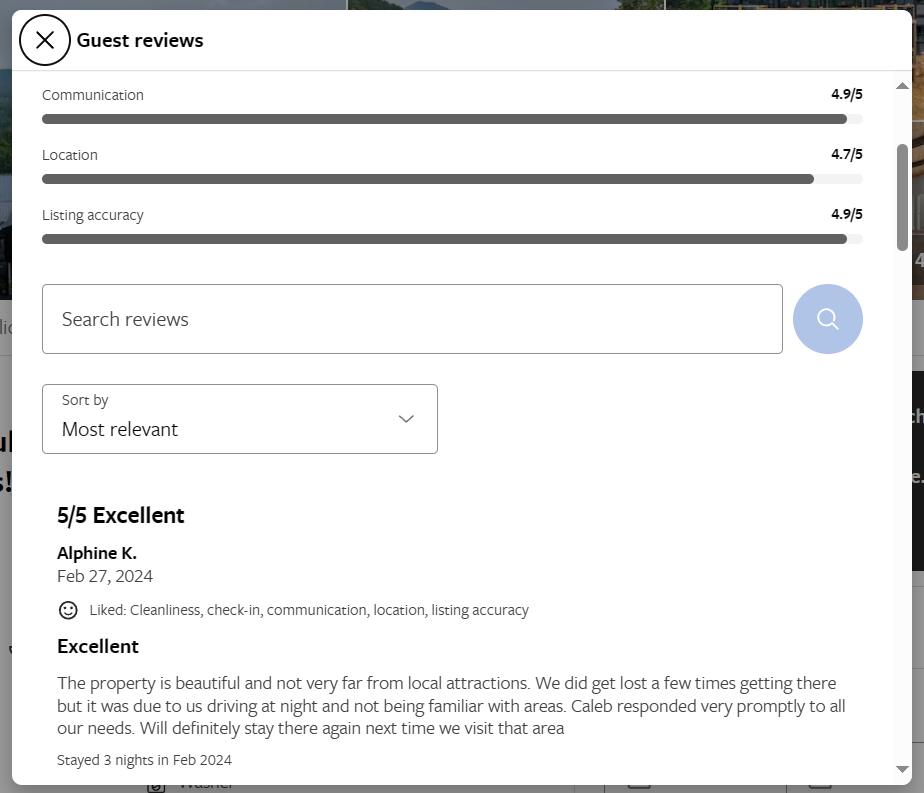 Guest reviews
Communication
4.9/5
Location
4.7/5
Listing accuracy
4.9/5
Search reviews
Sort by
Most relevant
5/5 Excellent
Alphine K.
Feb 27, 2024
Liked: Cleanliness, check-in, communication, location, listing accuracy
Excellent
The property is beautiful and not very far from local attractions. We did get lost a few times getting there
but it was due to us driving at night and not being familiar with areas. Caleb responded very promptly to all
our needs. Will definitely stay there again next time we visit that area
Stayed 3 nights in Feb 2024
Washer